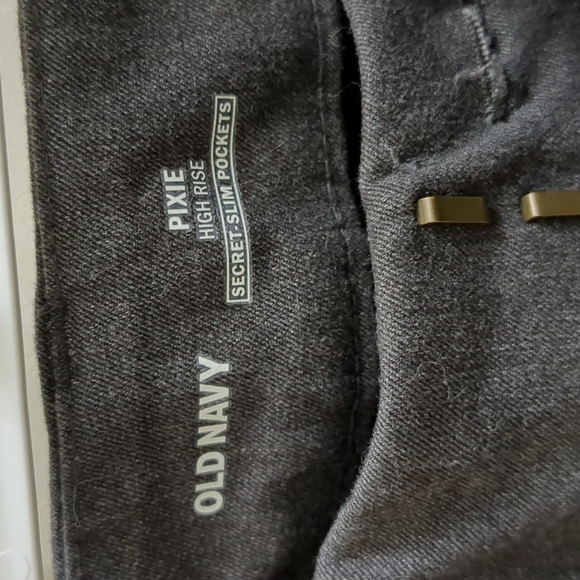 OLD NAVY
PIXIE
HIGH RISE
SECRET-SLIM POCKETS